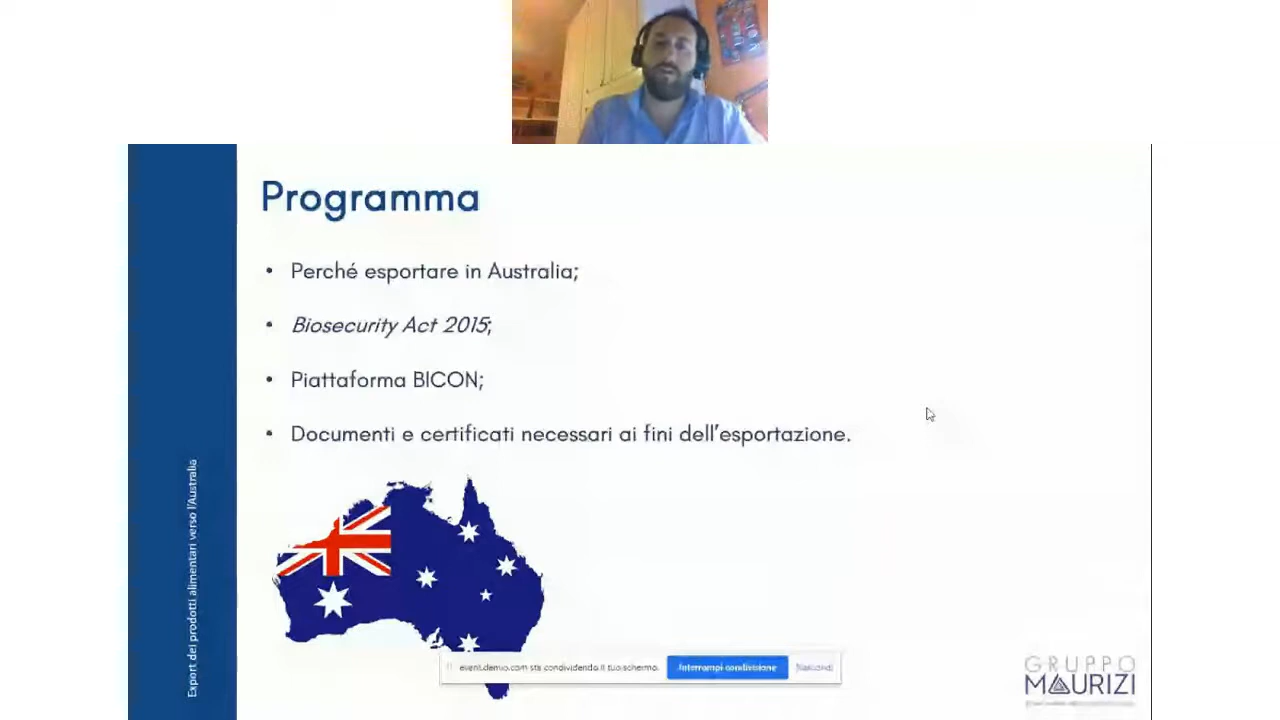 Programma
• Perché esportare in Australia;
• Biosecurity Act 2015;
• Piattaforma BICON;
• Documenti e certificati necessari ai fini dell'esportazione.
Export dei prodotti alimentari verso l'Australia
event.demio.com sta condividendo il tuo schermo.
Interrompi condivisione
Nascondi
GRUPPO
MAURIZI